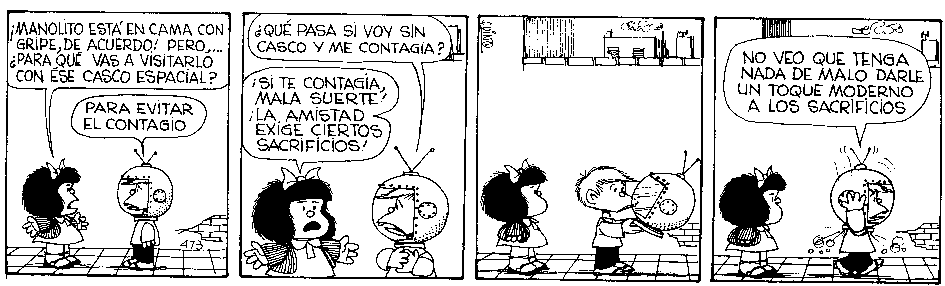 ¡MANOLITO ESTÁ EN CAMA CON
GRIPE, DE ACUERDO! PERO,...
¿PARA QUÉ VAS A VISITARLO
CON ESE CASCO ESPACIAL?
PARA EVITAR
EL CONTAGIO
473
¿QUÉ PASA SI VOY SIN
CASCO Y ME CONTAGIA?
¡SI TE CONTAGIA,
MALA SUERTE!
¡LA AMISTAD
EXIGE CIERTOS
SACRIFICIOS!
NO VEO QUE TENGA
NADA DE MALO DARLE
UN TOQUE MODERNO
A LOS SACRIFICIOS